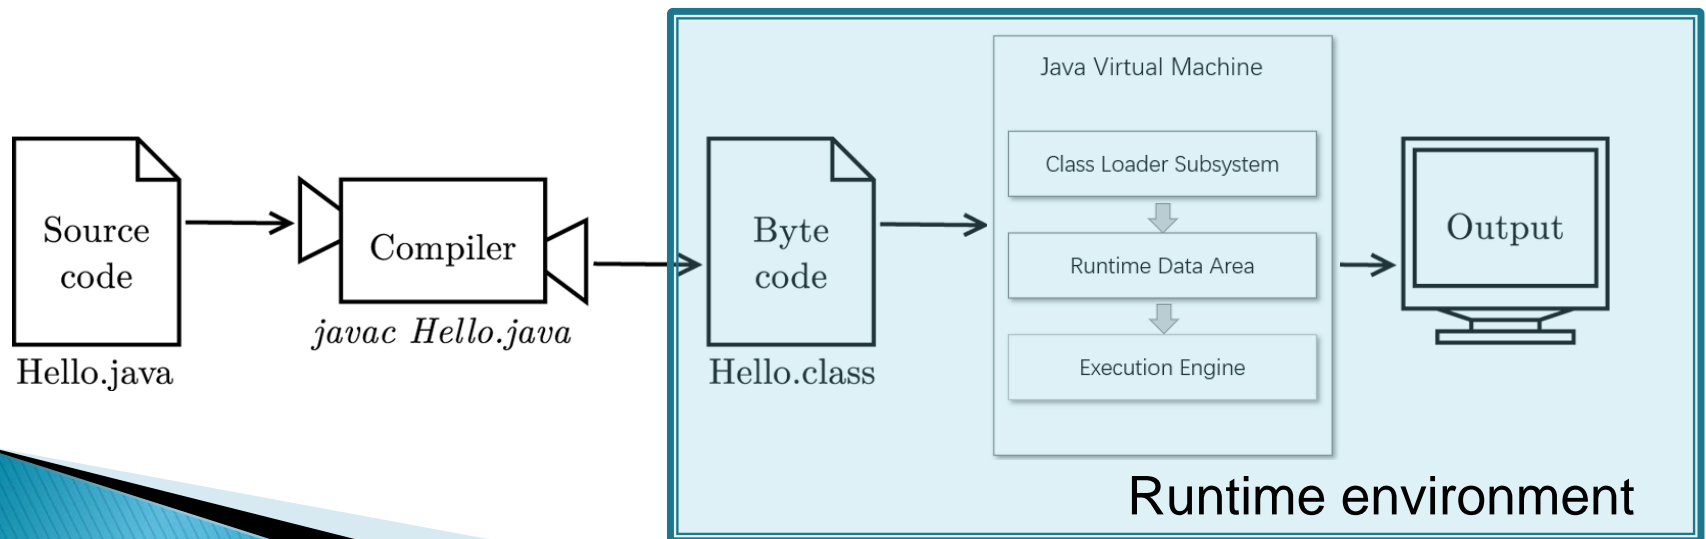 Source
code
Hello.java
Compiler
javac Hello.java
Byte
code
Hello.class
Java Virtual Machine
Class Loader Subsystem
Runtime Data Area
Execution Engine
Output
Runtime environment